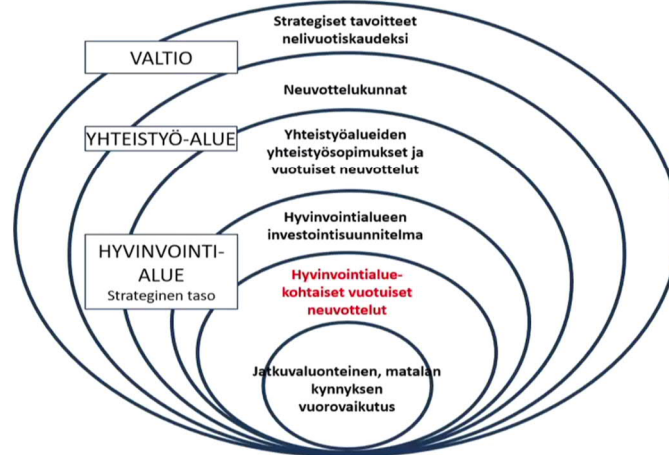 Strategiset tavoitteet
nelivuotiskaudeksi
VALTIO
Neuvottelukunnat
YHTEISTYÖ-ALUE
Yhteistyöalueiden
yhteistyösopimukset ja
vuotuiset neuvottelut
Hyvinvointialueen
investointisuunnitelma
HYVINVOINTI-
ALUE
Strateginen taso
Hyvinvointialue-
kohtaiset vuotuiset
neuvottelut
Jatkuvaluonteinen, matalan
kynnyksen
vuorovaikutus